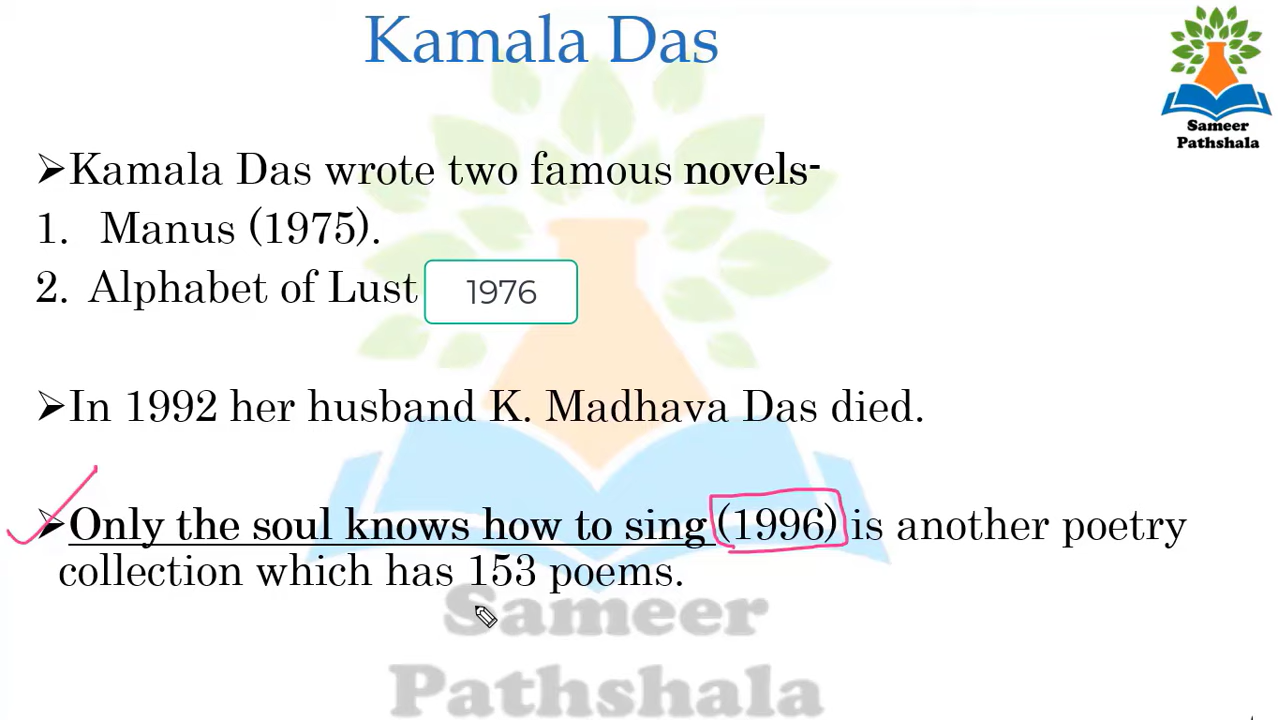 Kamala Das
Sameer
Pathshala
➢Kamala Das wrote two famous novels-
1. Manus (1975).
2. Alphabet of Lust 1976
➢In 1992 her husband K. Madhava Das died.
➢Only the soul knows how to sing (1996) is another poetry
collection which has 153 poems.
Sameer
Pathshala